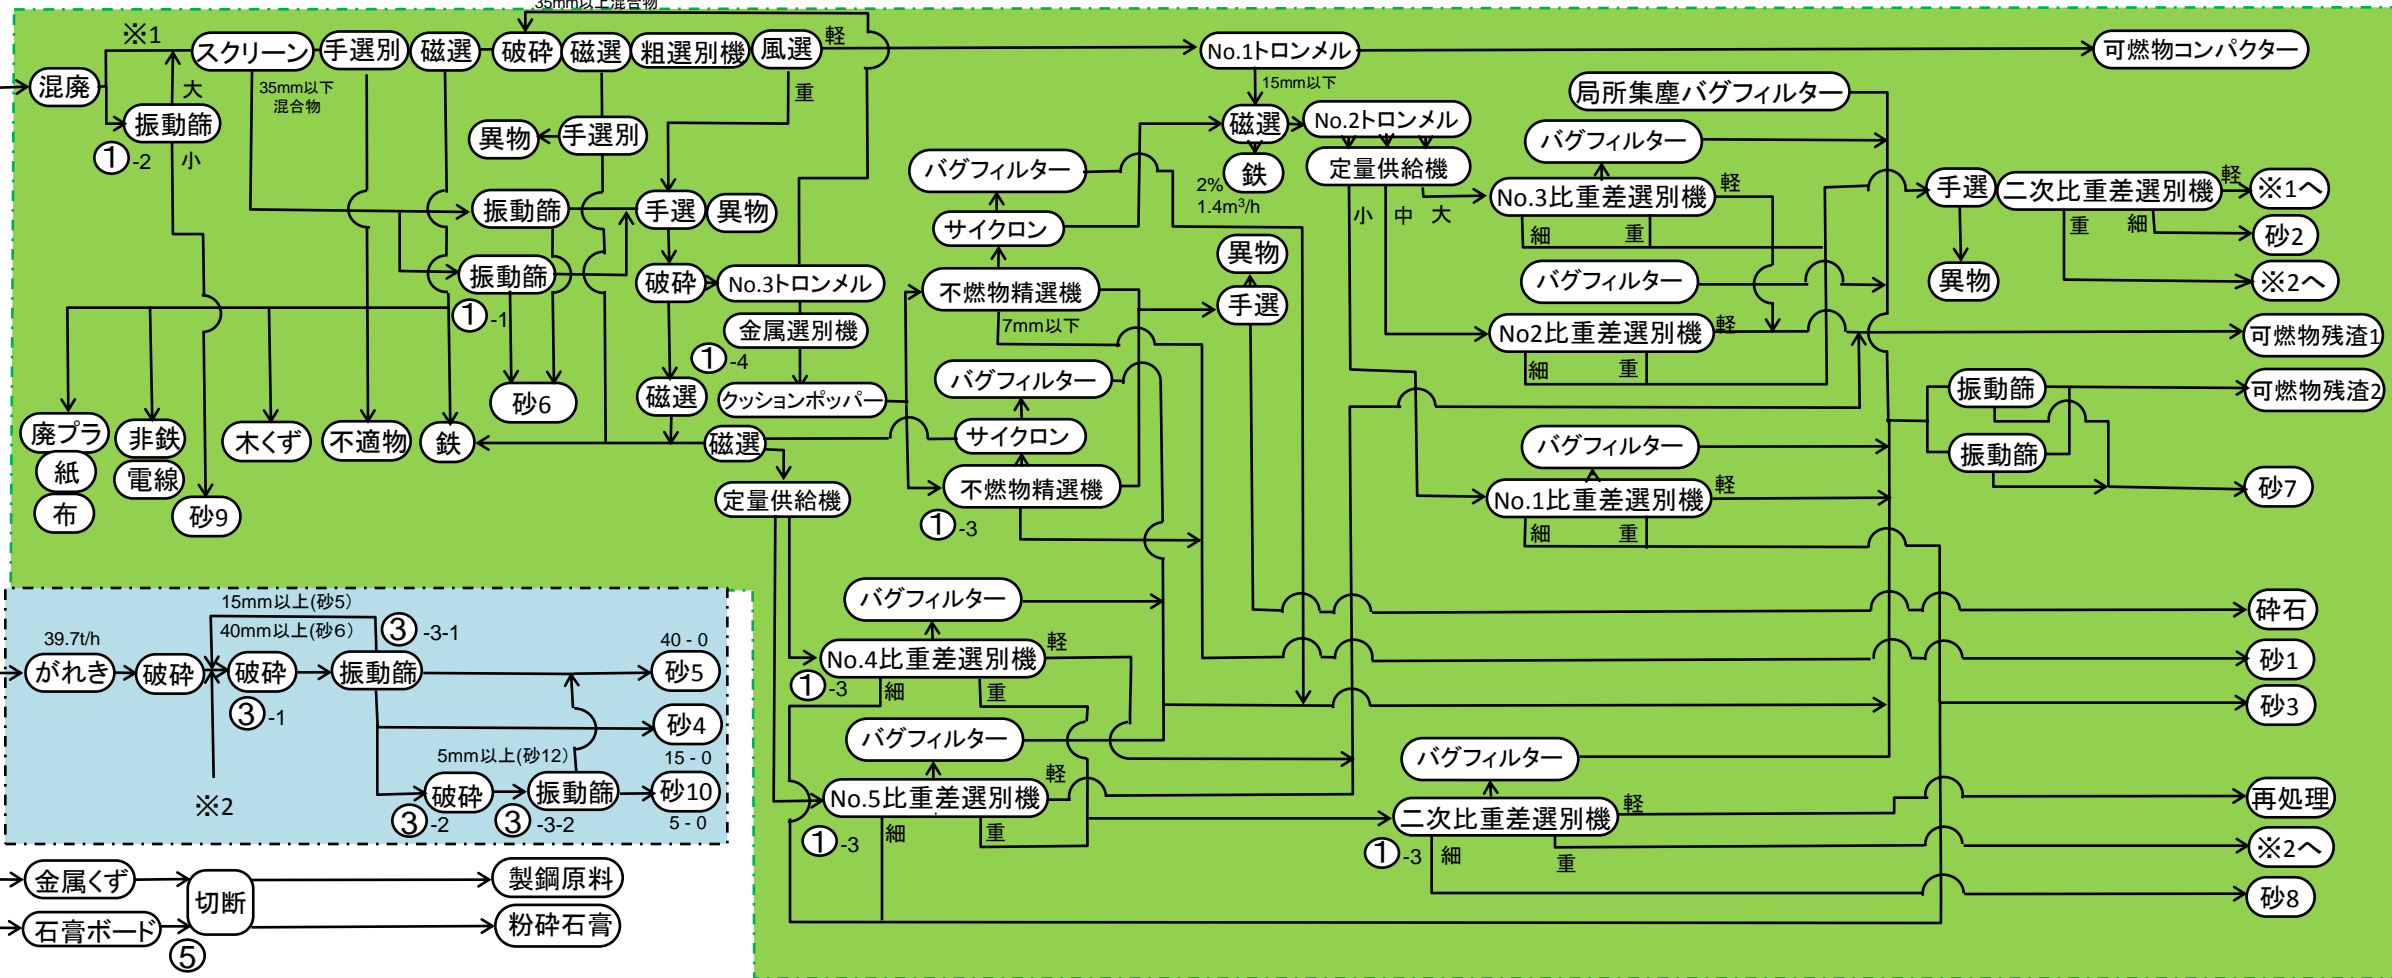 35mm以上混合物
※1
スクリーン
手選別
磁選
破砕
磁選
粗選別機
風選
軽
No.1トロンメル
可燃物コンパクター
混廃
大
35mm以下
混合物
重
15mm以下
局所集塵バグフィルター
振動篩
①-2
小
異物
手選別
磁選
No.2トロンメル
バグフィルター
バグフィルター
定量供給機
鉄
2%
1.4m³/h
No.3比重差選別機
軽
手選
二次比重差選別機
軽
※1へ
振動篩
手選
異物
サイクロン
小
中
大
細
重
重
細
砂2
異物
振動篩
①-1
破砕
No.3トロンメル
不燃物精選機
7mm以下
手選
バグフィルター
異物
※2へ
金属選別機
①-4
No2比重差選別機
軽
可燃物残渣1
細
重
バグフィルター
クッションポッパー
磁選
砂6
振動篩
可燃物残渣2
廃プラ
紙
布
非鉄
電線
木くず
不適物
鉄
磁選
サイクロン
バグフィルター
振動篩
砂9
定量供給機
不燃物精選機
①-3
No.1比重差選別機
軽
砂7
細
重
15mm以上(砂5)
40mm以上(砂6)
③-3-1
39.7t/h
がれき
破砕
破砕
③-1
振動篩
40 - 0
砂5
砂4
15 - 0
5mm以上(砂12)
※2
破砕
③-2
振動篩
③-3-2
砂10
5 - 0
バグフィルター
No.4比重差選別機
軽
①-3
細
重
砕石
砂1
砂3
バグフィルター
No.5比重差選別機
軽
①-3
細
重
バグフィルター
二次比重差選別機
軽
①-3
細
重
再処理
※2へ
砂8
金属くず
切断
製鋼原料
石膏ボード
⑤
粉砕石膏